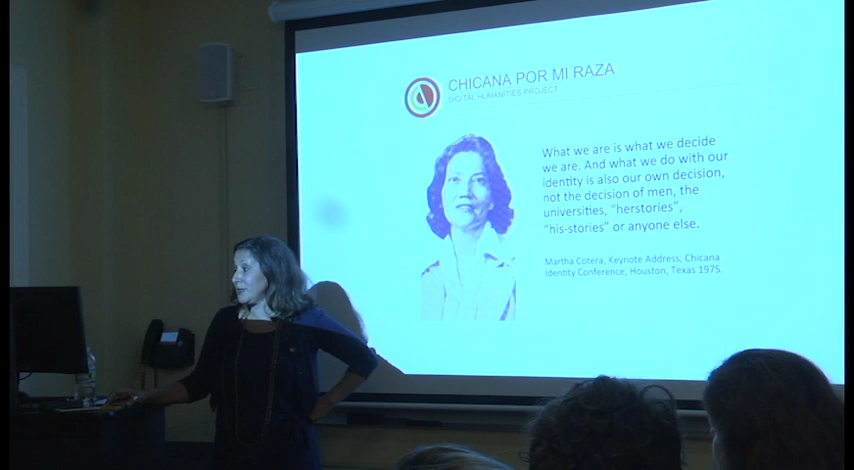 CHICANA POR MI RAZA
DIGITAL HUMANITIES PROJECT
What we are is what we decide
we are. And what we do with our
identity is also our own decision,
not the decision of men, the
universities, “herstories”,
“his-stories” or anyone else.
Martha Cotera, Keynote Address, Chicana
Identity Conference, Houston, Texas 1975.